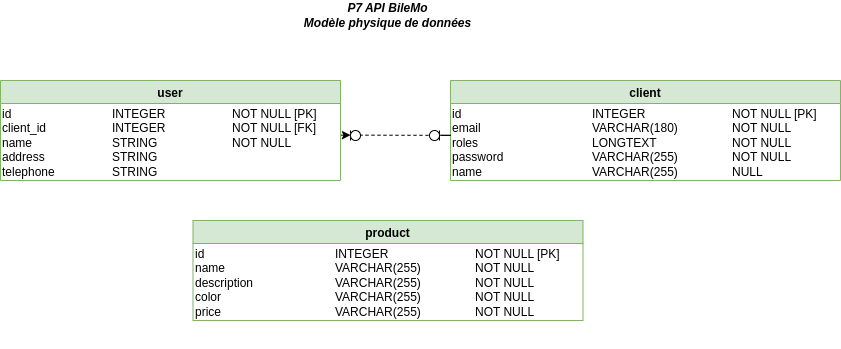 P7 API BileMo
Modèle physique de données
user
id INTEGER NOT NULL [PK]
client_id INTEGER NOT NULL [FK]
name STRING NOT NULL
address STRING
telephone STRING
client
id INTEGER NOT NULL [PK]
email VARCHAR(180) NOT NULL
roles LONGTEXT NOT NULL
password VARCHAR(255) NOT NULL
name VARCHAR(255) NULL
product
id INTEGER NOT NULL [PK]
name VARCHAR(255) NOT NULL
description VARCHAR(255) NOT NULL
color VARCHAR(255) NOT NULL
price VARCHAR(255) NOT NULL